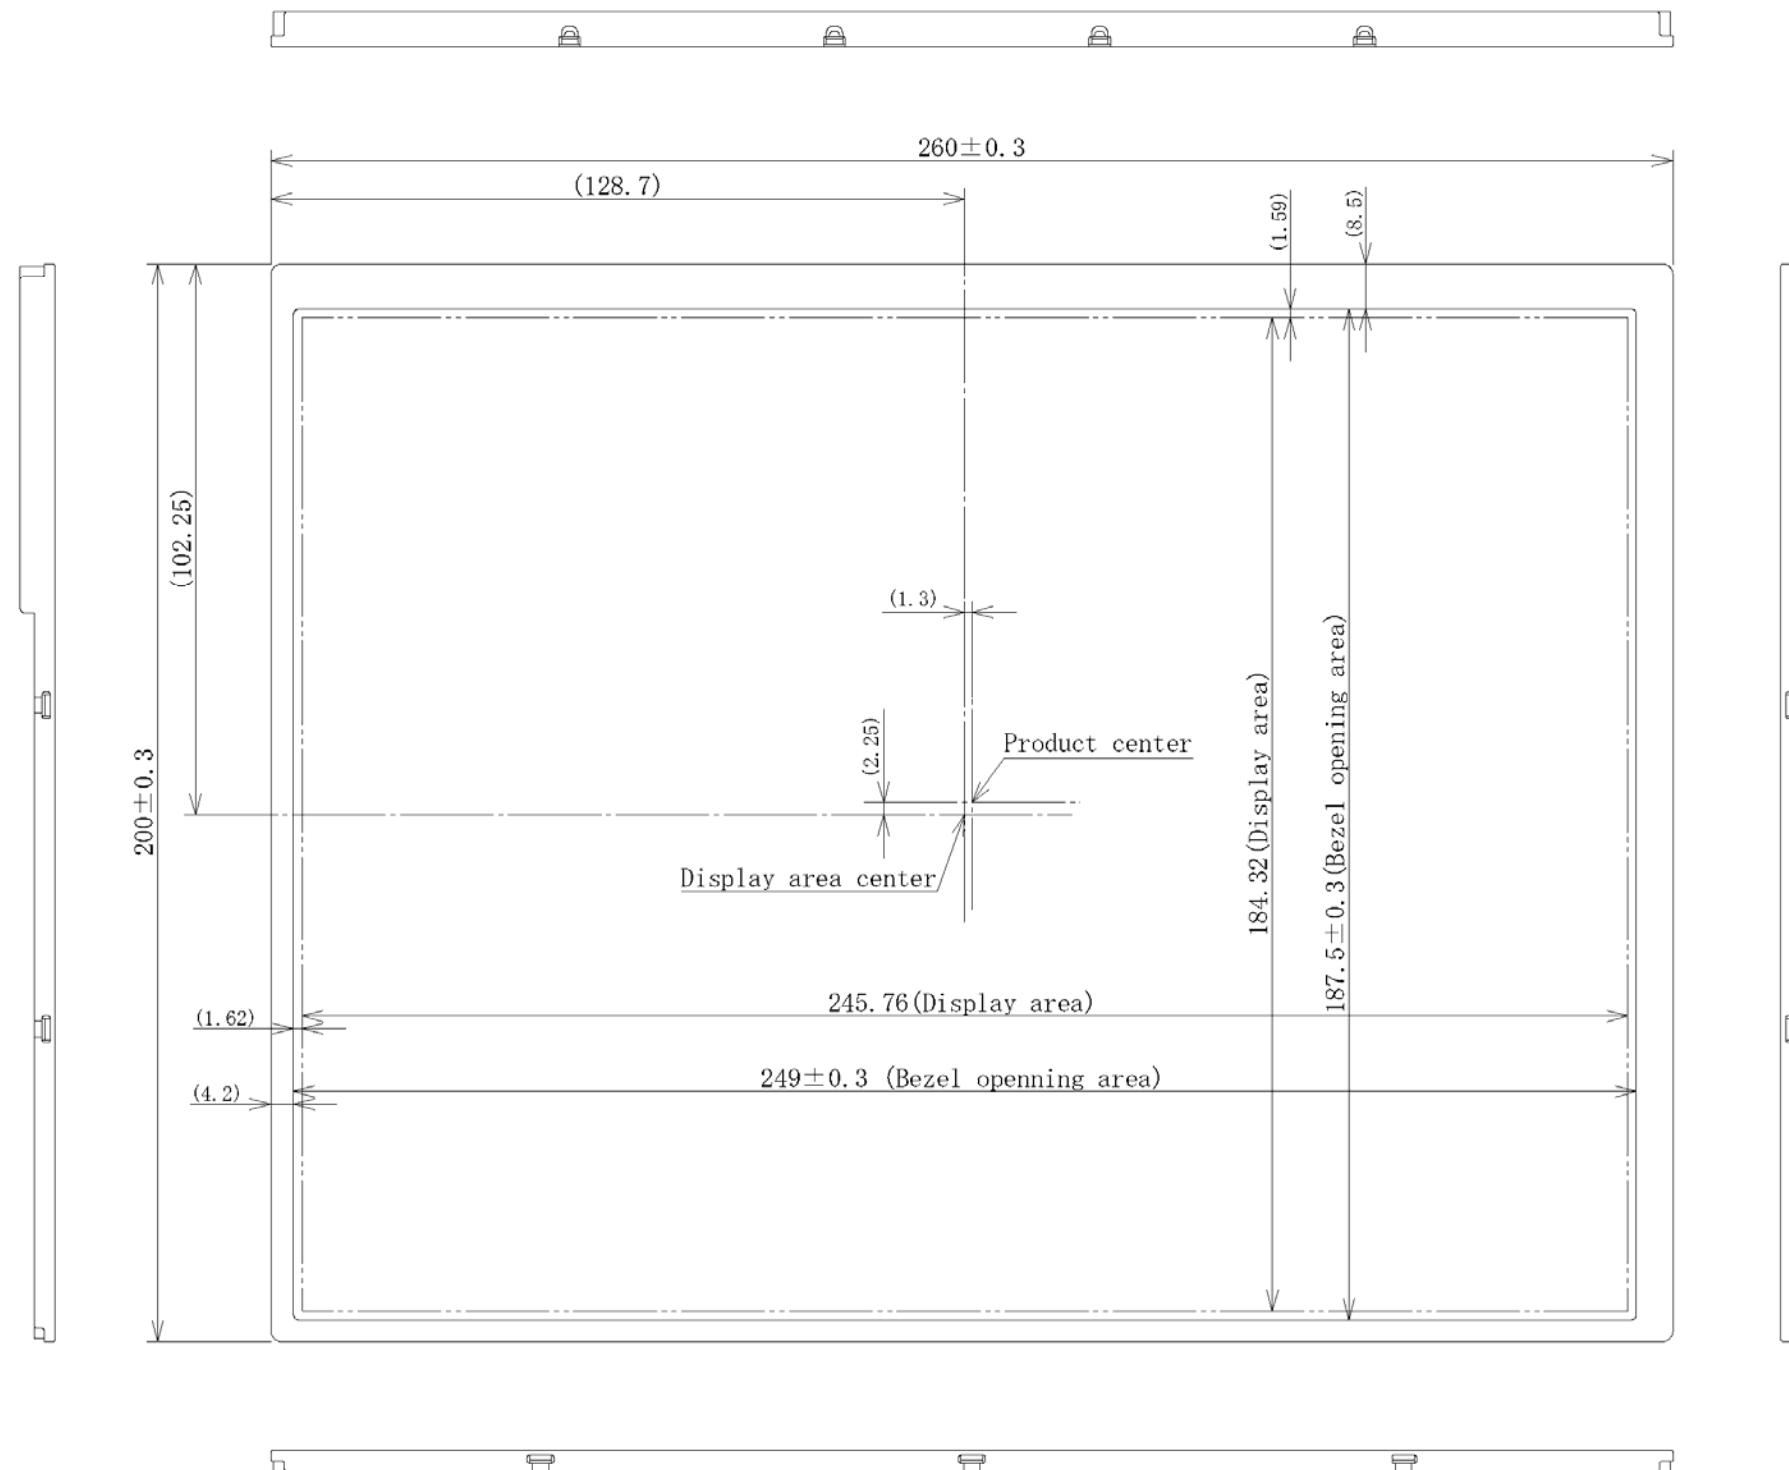 260±0.3
(128.7)
(1.59)
(8.5)
(102.25)
200±0.3
(1.3)
(2.25)
Product center
Display area center
184.32(Display area)
187.5±0.3(Bezel opening area)
245.76(Display area)
(1.62)
249±0.3 (Bezel openning area)
(4.2)